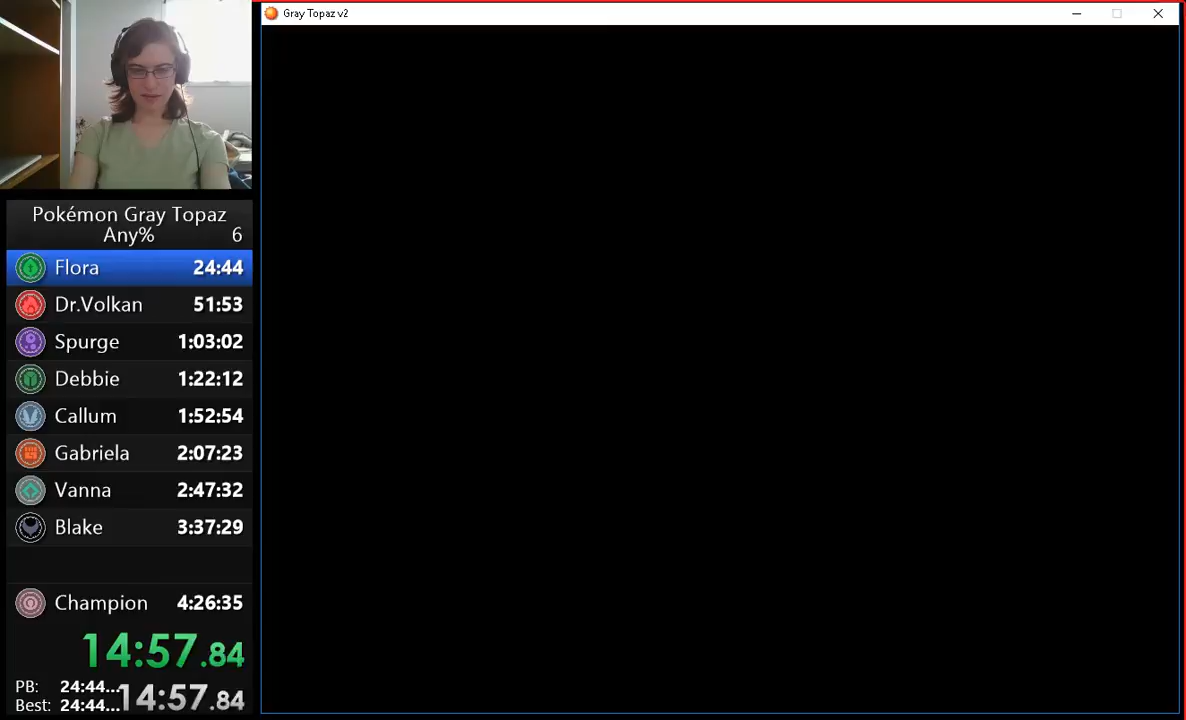 Gray Topaz v2
Pokémon Gray Topaz
Any% 6
Flora 24:44
Dr.Volkan 51:53
Spurge 1:03:02
Debbie 1:22:12
Callum 1:52:54
Gabriela 2:07:23
Vanna 2:47:32
Blake 3:37:29
Champion 4:26:35
14:57.84
PB: 24:44... 14:57.84
Best: 24:44...